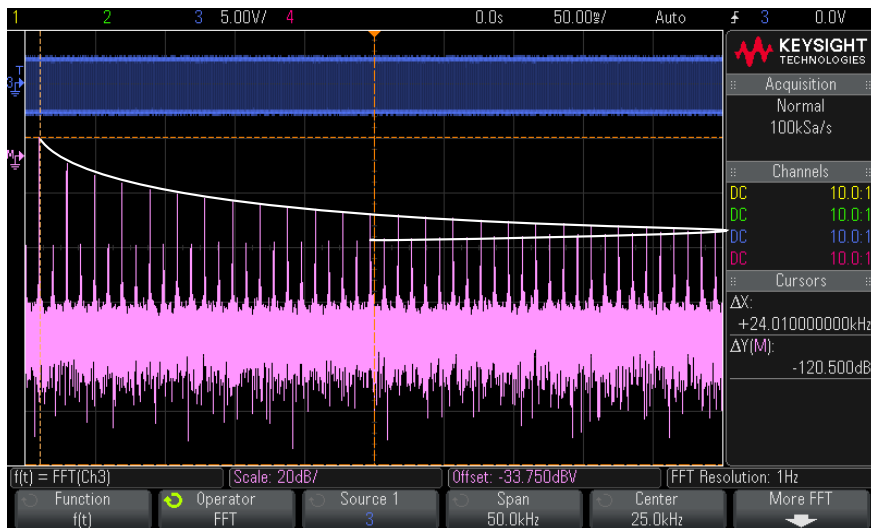 1 2 3 5.00V/ 4 0.0s 50.00ms/ Auto 3 0.0V
KEYSIGHT
TECHNOLOGIES
Acquisition
Normal
100kSa/s
Channels
DC 10.0:1
DC 10.0:1
DC 10.0:1
DC 10.0:1
Cursors
ΔX:
+24.010000000kHz
ΔY(M):
-120.500dB
T
3
M
f(t) = FFT(Ch3) Scale: 20dB/ Offset: -33.750dBV FFT Resolution: 1Hz
Function Operator Source 1 Span Center More FFT
f(t) FFT 3 50.0kHz 25.0kHz